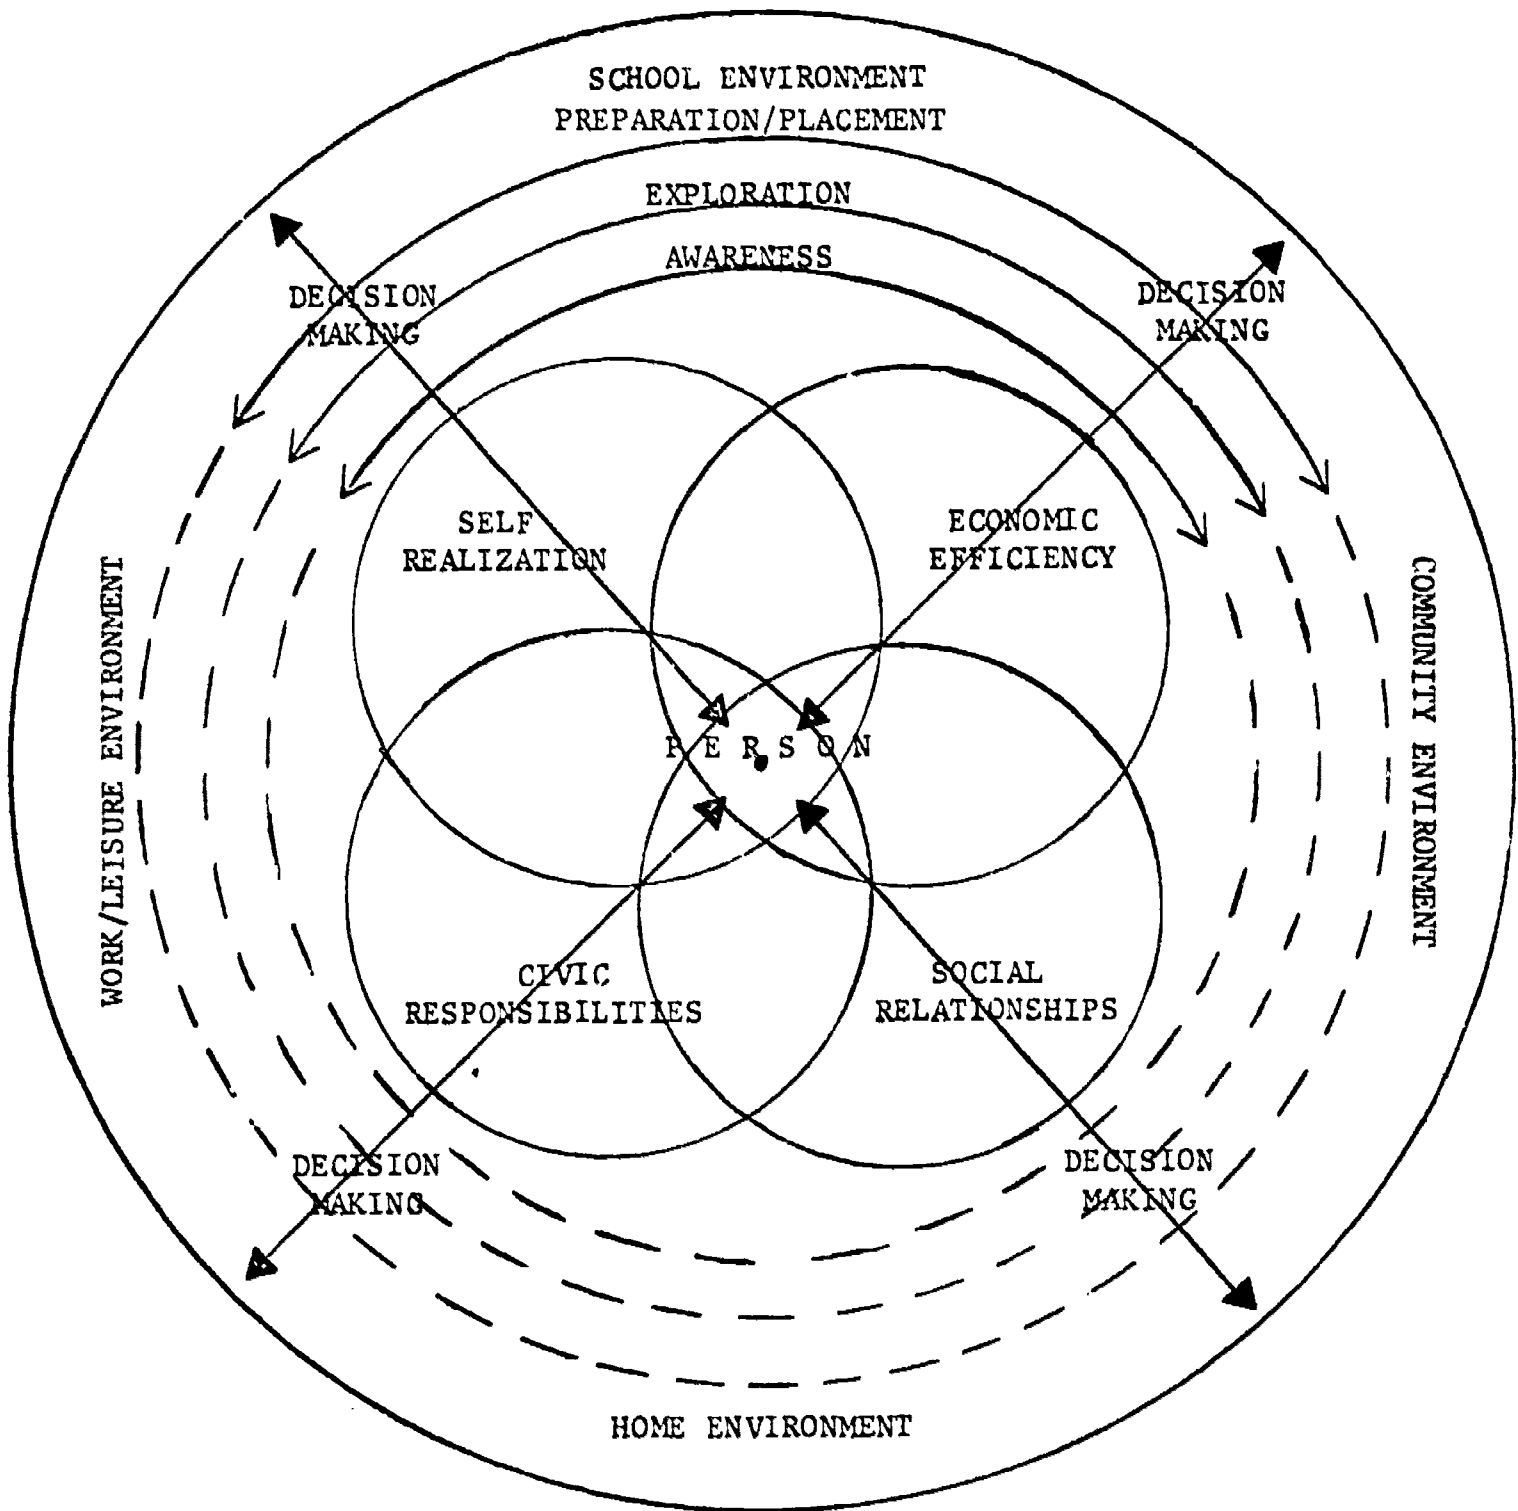 SCHOOL ENVIRONMENT
PREPARATION/PLACEMENT
EXPLORATION
AWARENESS
DECISION
MAKING
DECISION
MAKING
SELF
REALIZATION
ECONOMIC
EFFICIENCY
WORK/LEISURE ENVIRONMENT
COMMUNITY ENVIRONMENT
PERSON
CIVIC
RESPONSIBILITIES
SOCIAL
RELATIONSHIPS
DECISION
MAKING
DECISION
MAKING
HOME ENVIRONMENT